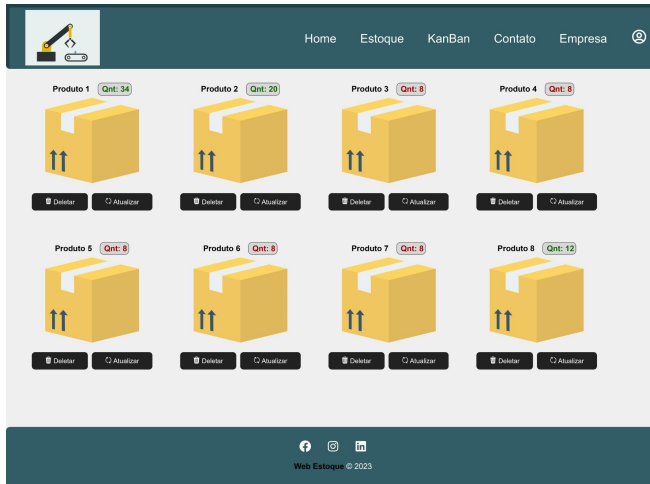 Home Estoque KanBan Contato Empresa
Produto 1 Qnt: 34 Produto 2 Qnt: 20 Produto 3 Qnt: 8 Produto 4 Qnt: 8
Deletar Atualizar Deletar Atualizar Deletar Atualizar Deletar Atualizar
Produto 5 Qnt: 8 Produto 6 Qnt: 8 Produto 7 Qnt: 8 Produto 8 Qnt: 12
Deletar Atualizar Deletar Atualizar Deletar Atualizar Deletar Atualizar
in
Web Estoque © 2023